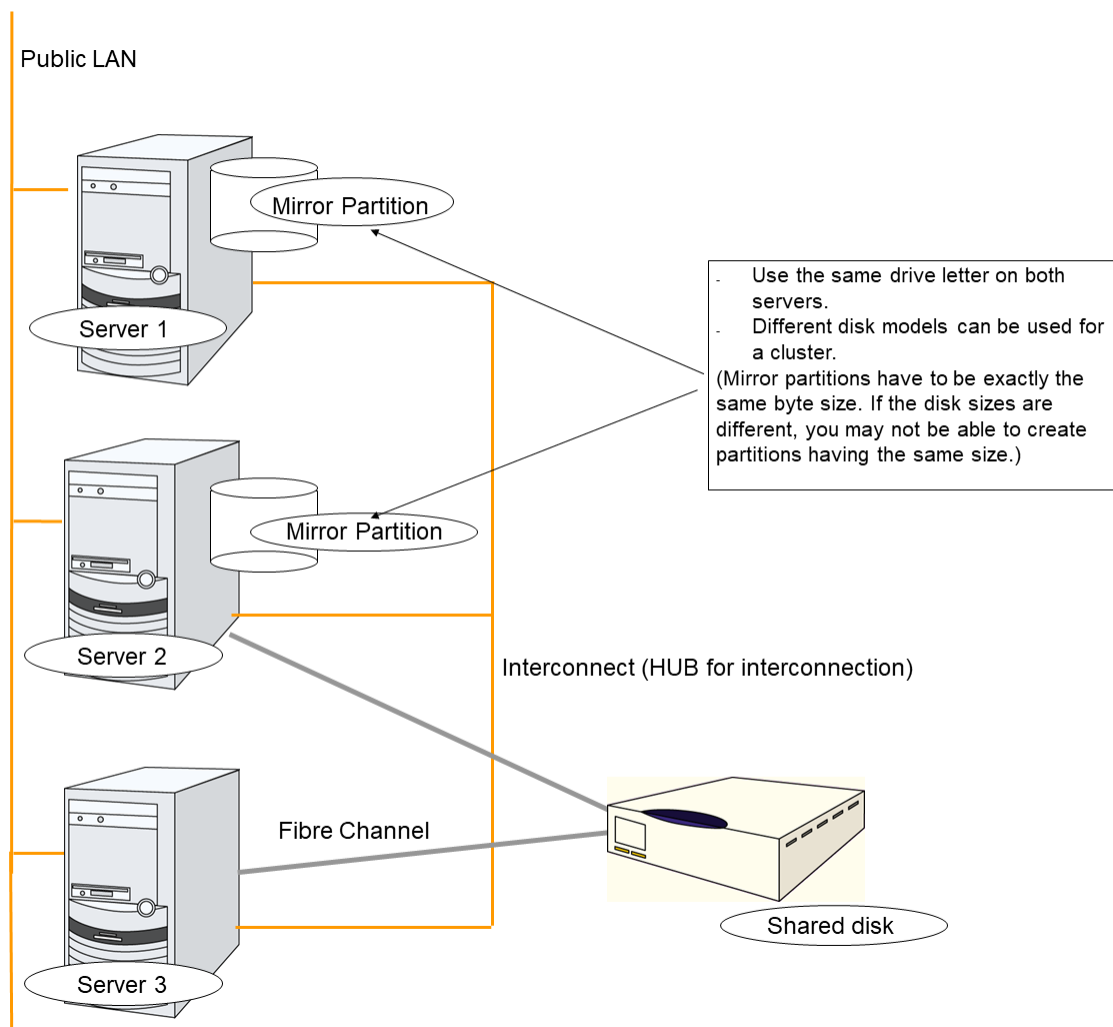 Public LAN
Mirror Partition
Server 1
- Use the same drive letter on both
servers.
- Different disk models can be used for
a cluster.
(Mirror partitions have to be exactly the
same byte size. If the disk sizes are
different, you may not be able to create
partitions having the same size.)
Mirror Partition
Server 2
Interconnect (HUB for interconnection)
Fibre Channel
Shared disk
Server 3